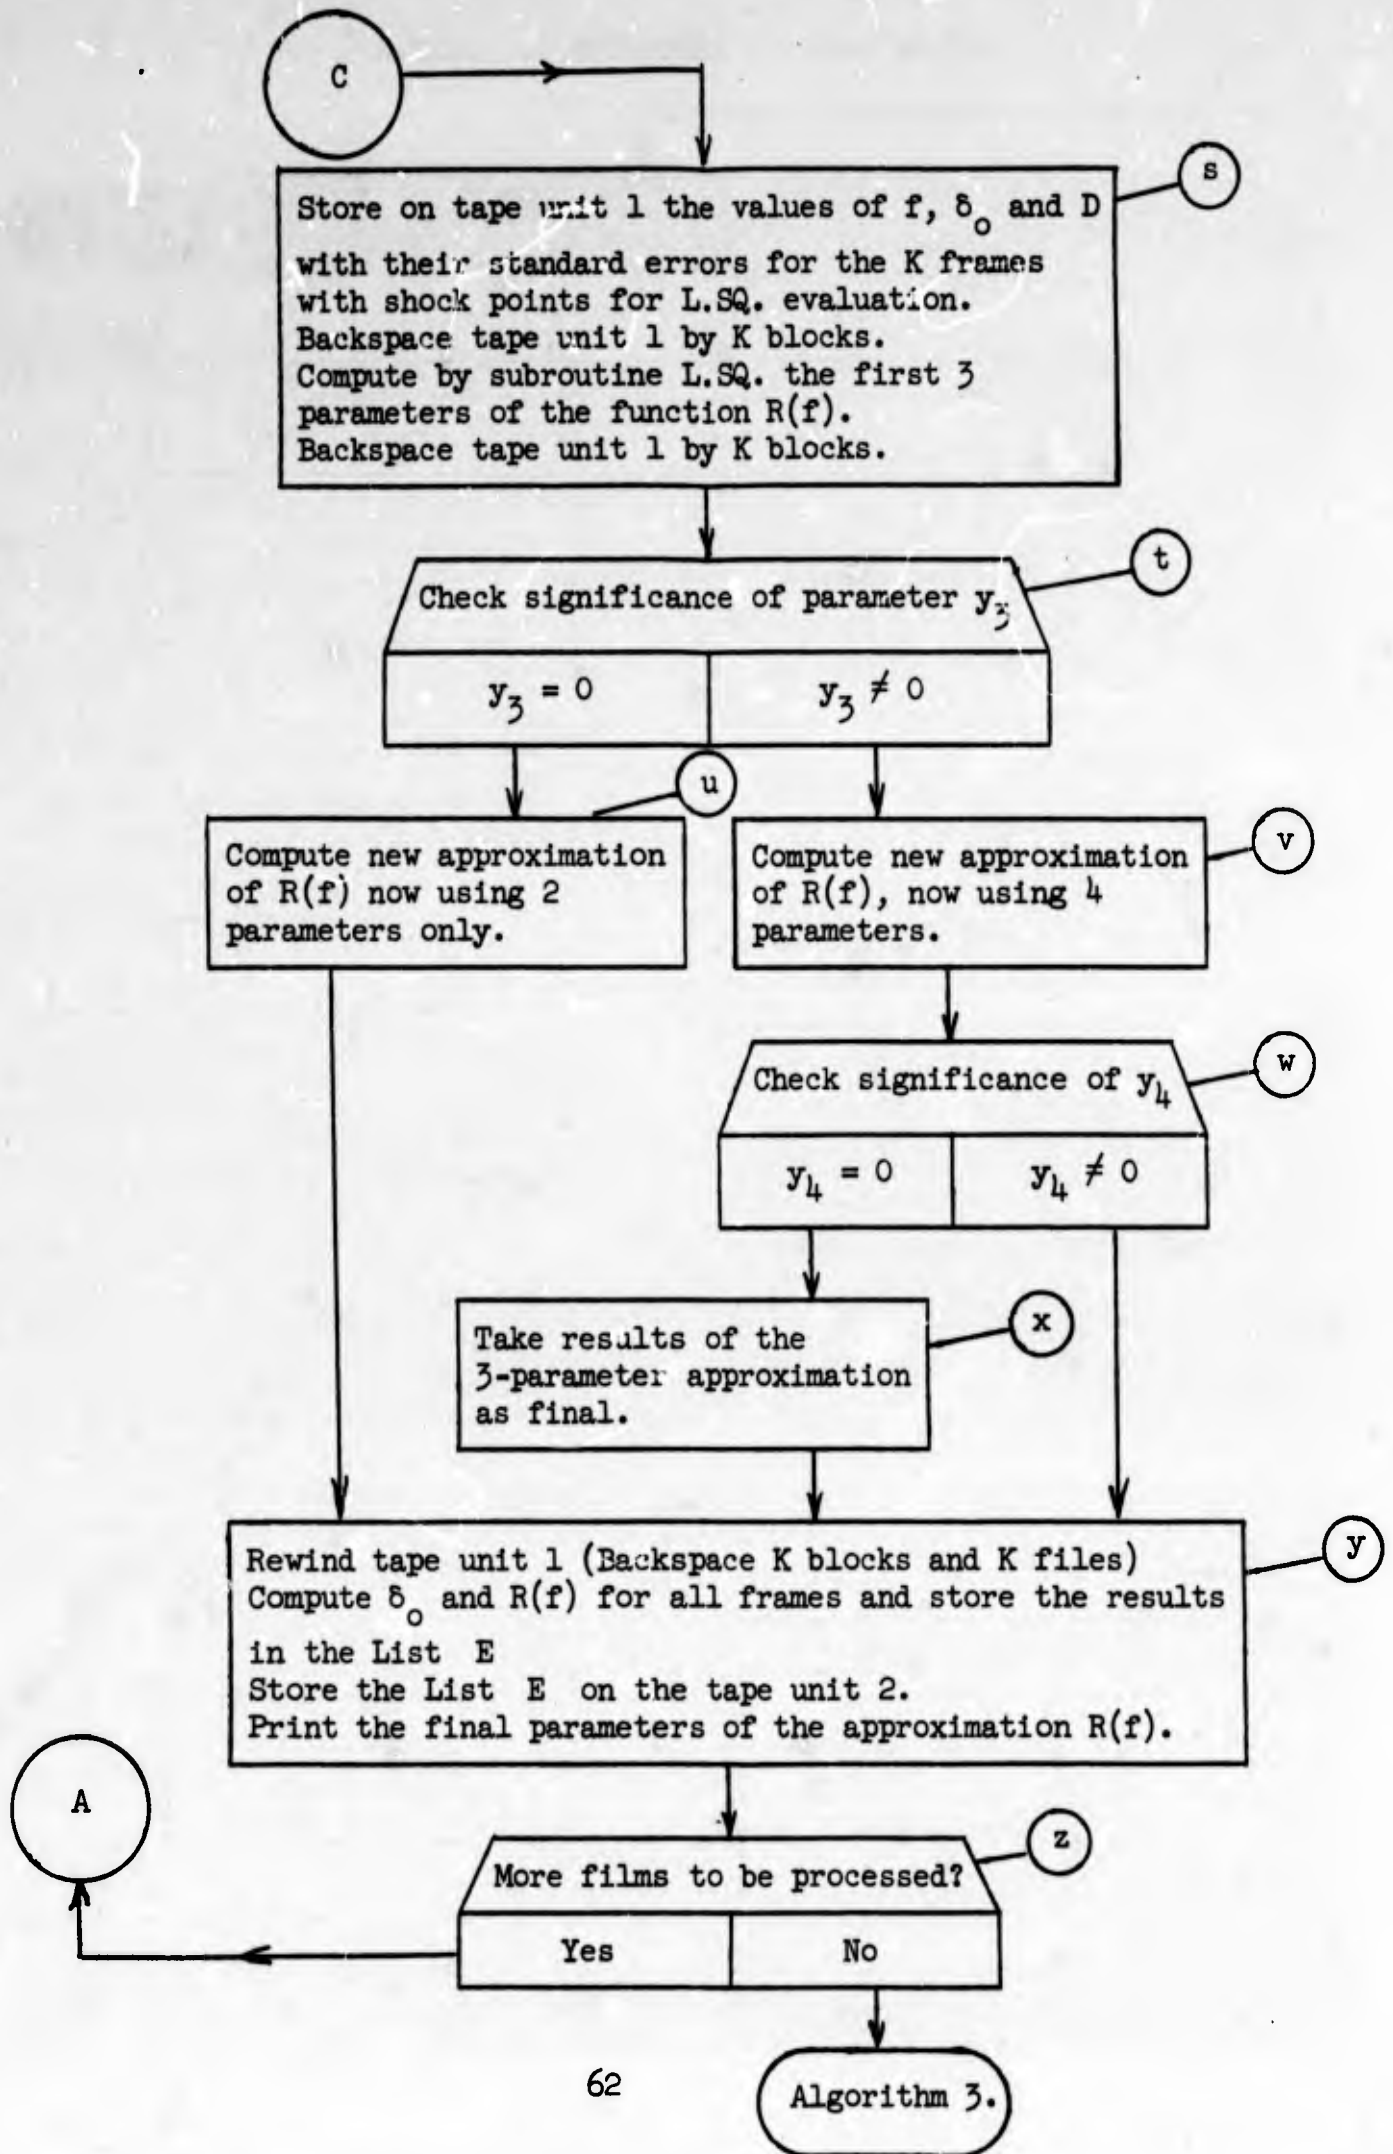 C
s
Store on tape unit 1 the values of f, δ₀ and D
with their standard errors for the K frames
with shock points for L.SQ. evaluation.
Backspace tape unit 1 by K blocks.
Compute by subroutine L.SQ. the first 3
parameters of the function R(f).
Backspace tape unit 1 by K blocks.
t
Check significance of parameter y₃
y₃ = 0
y₃ ≠ 0
u
v
Compute new approximation
of R(f) now using 2
parameters only.
Compute new approximation
of R(f), now using 4
parameters.
w
Check significance of y₄
y₄ = 0
y₄ ≠ 0
x
Take results of the
3-parameter approximation
as final.
y
Rewind tape unit 1 (Backspace K blocks and K files)
Compute δ₀ and R(f) for all frames and store the results
in the List E
Store the List E on the tape unit 2.
Print the final parameters of the approximation R(f).
A
z
More films to be processed?
Yes
No
Algorithm 3.
62